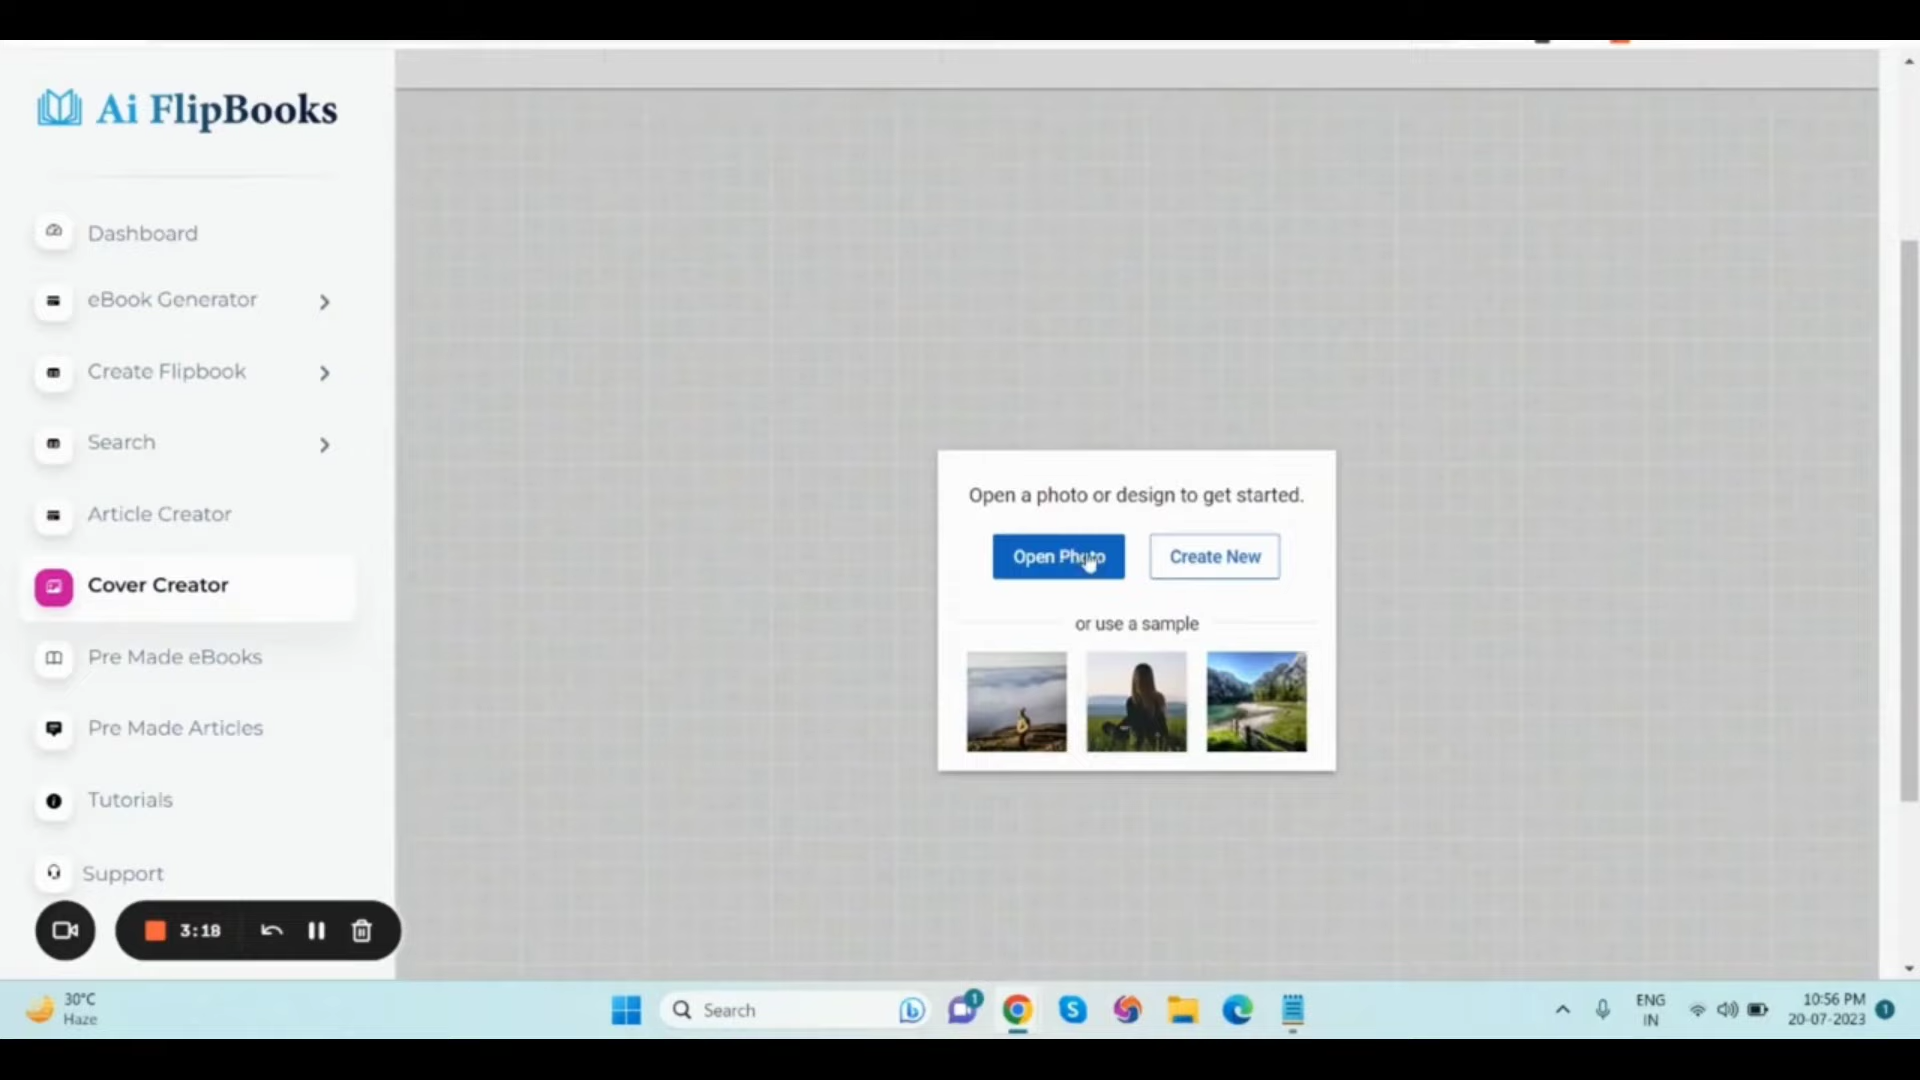 Ai FlipBooks
Dashboard
eBook Generator
Create Flipbook
Search
Article Creator
Cover Creator
Pre Made eBooks
Pre Made Articles
Tutorials
Support
3:18
Open a photo or design to get started.
Open Photo
Create New
or use a sample
30°C
Haze
Search
1
ENG
IN
10:56 PM
20-07-2023
1